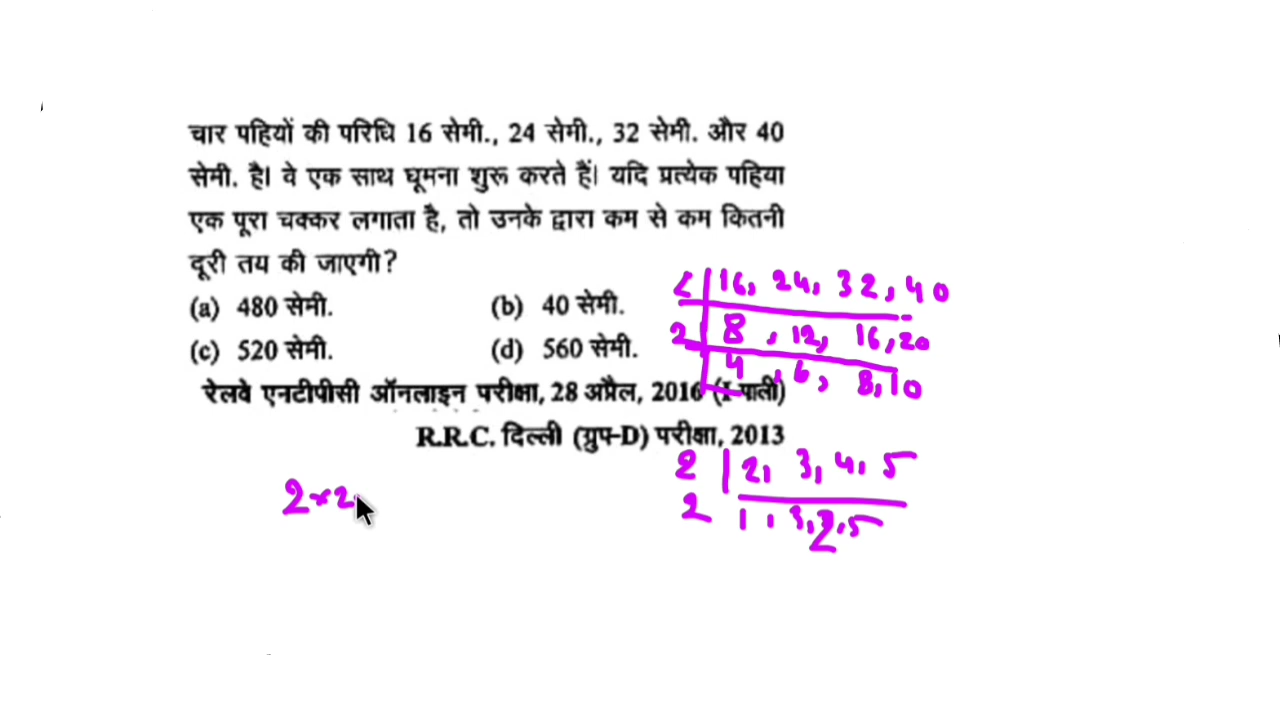 चार पहियों की परिधि 16 सेमी., 24 सेमी., 32 सेमी. और 40
सेमी. है। वे एक साथ घूमना शुरू करते हैं। यदि प्रत्येक पहिया
एक पूरा चक्कर लगाता है, तो उनके द्वारा कम से कम कितनी
दूरी तय की जाएगी?
(a) 480 सेमी. (b) 40 सेमी.
(c) 520 सेमी. (d) 560 सेमी.
रेलवे एनटीपीसी ऑनलाइन परीक्षा, 28 अप्रैल, 2016 (I-पाली)
R.R.C. दिल्ली (ग्रुप-D) परीक्षा, 2013
16, 24, 32, 40
2 8, 12, 16, 20
4, 6, 8, 10
2 2, 3, 4, 5
2 1, 3, 2, 5
2×2